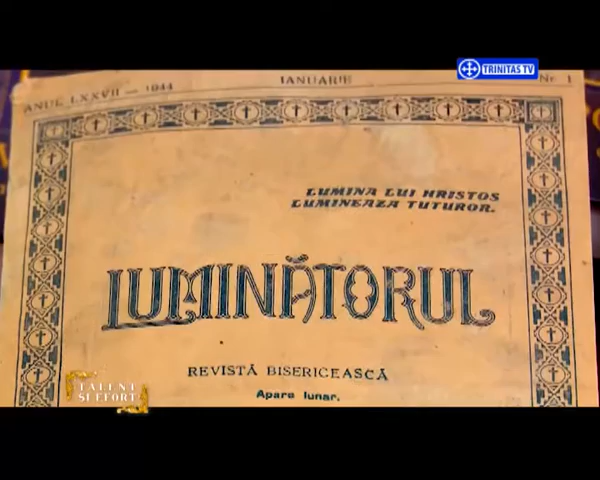 TRINITAS TV
ANUL LXXVII — 1944 IANUARIE Nr. 1
LUMINA LUI HRISTOS
LUMINEAZA TUTUROR.
LUMINĂTORUL
REVISTĂ BISERICEASCĂ
Apare lunar.
TALENT
ȘI EFORT